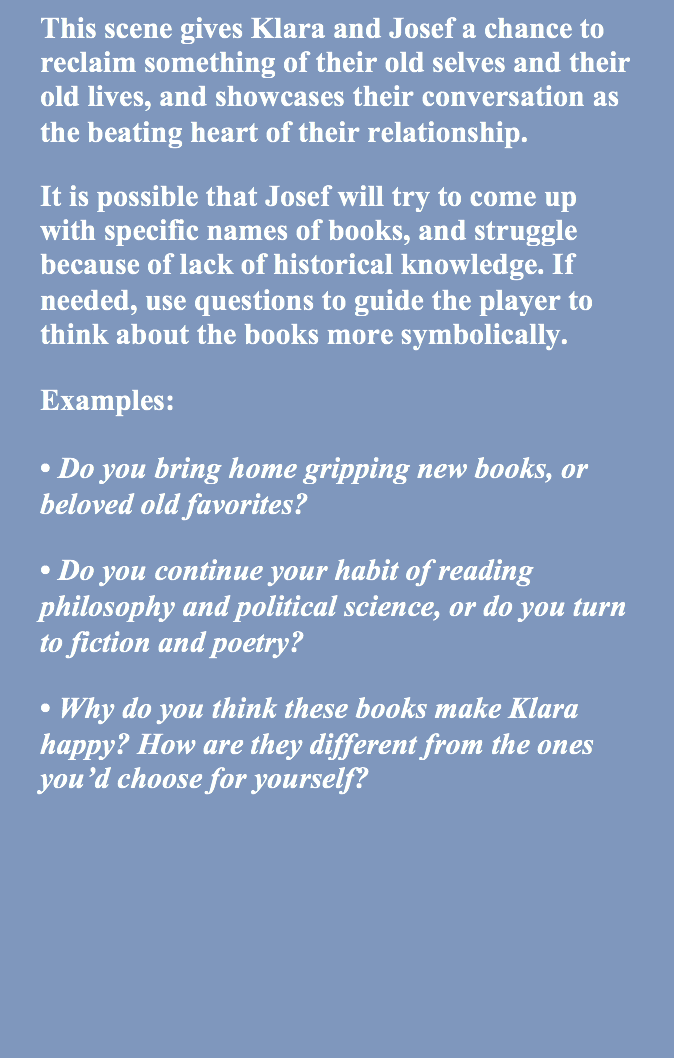 This scene gives Klara and Josef a chance to
reclaim something of their old selves and their
old lives, and showcases their conversation as
the beating heart of their relationship.
It is possible that Josef will try to come up
with specific names of books, and struggle
because of lack of historical knowledge. If
needed, use questions to guide the player to
think about the books more symbolically.
Examples:
• Do you bring home gripping new books, or
beloved old favorites?
• Do you continue your habit of reading
philosophy and political science, or do you turn
to fiction and poetry?
• Why do you think these books make Klara
happy? How are they different from the ones
you’d choose for yourself?